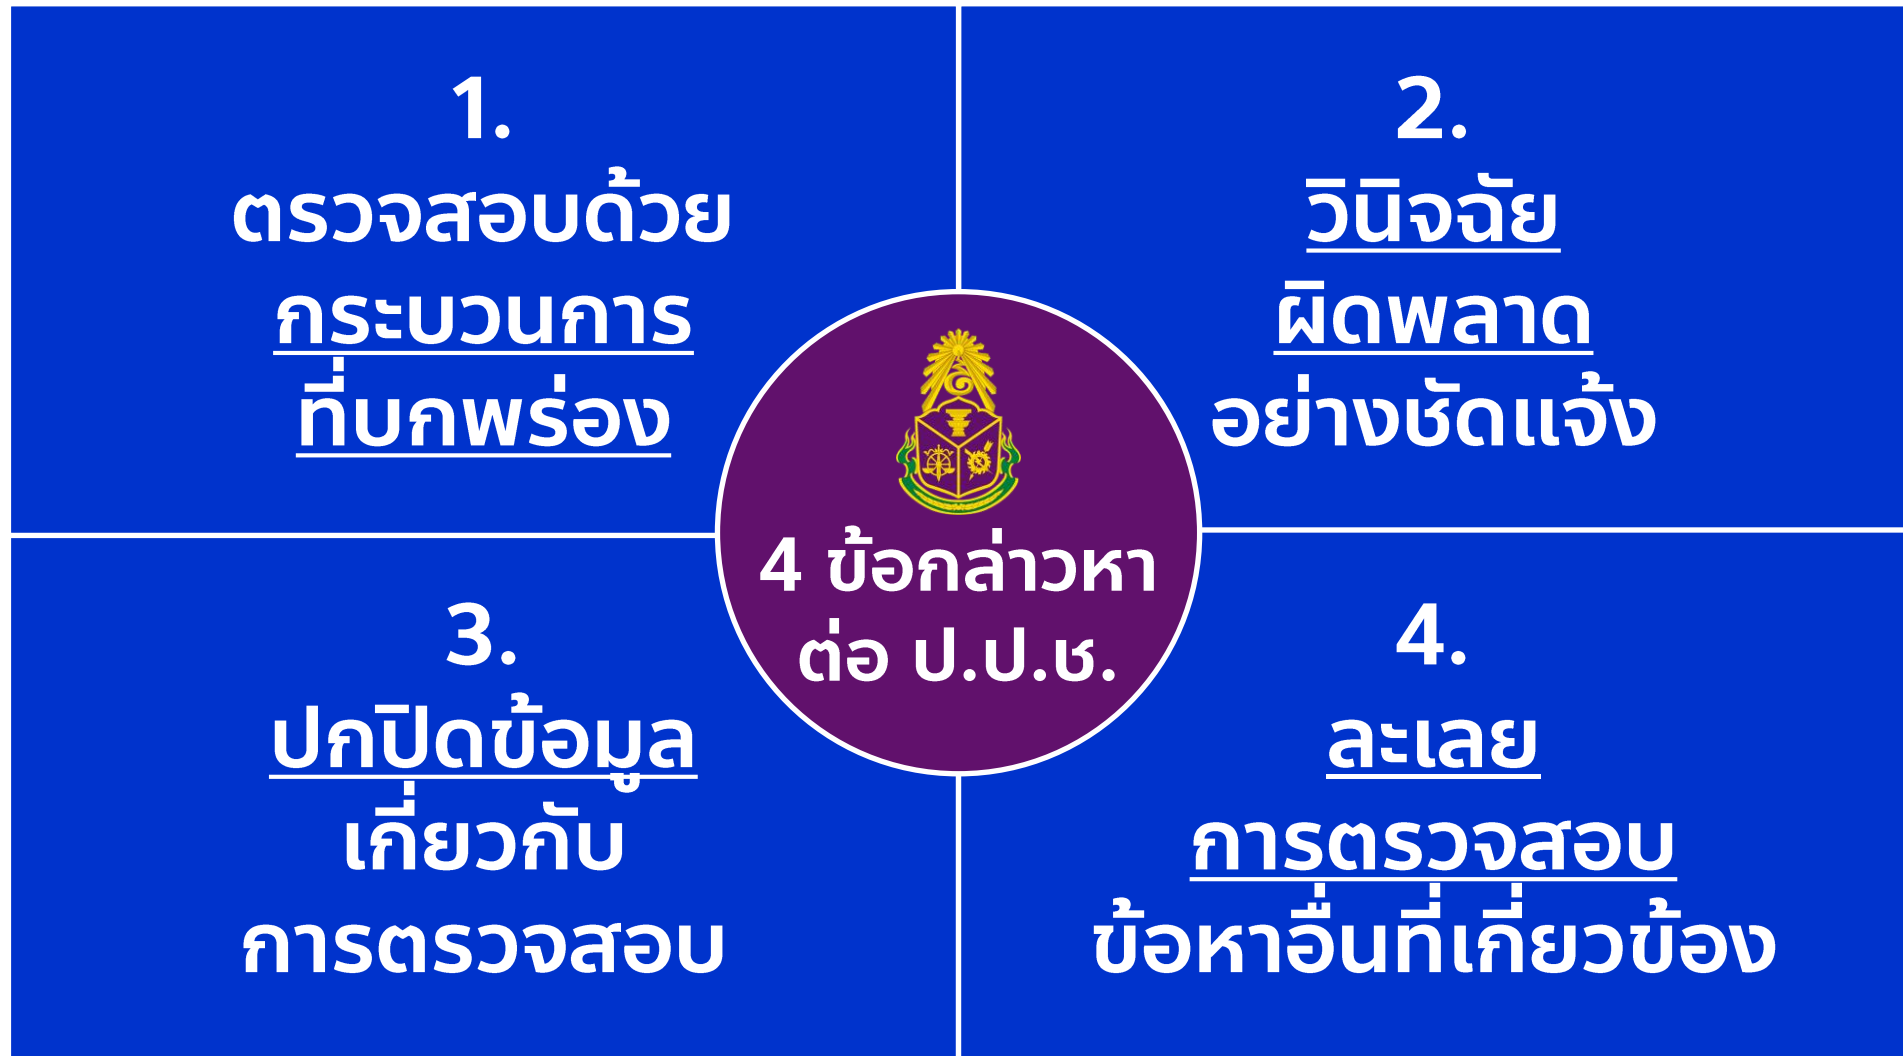 1.
ตรวจสอบด้วย
กระบวนการ
ที่บกพร่อง
2.
วินิจฉัย
ผิดพลาด
อย่างชัดแจ้ง
4 ข้อกล่าวหา
ต่อ ป.ป.ช.
3.
ปกปิดข้อมูล
เกี่ยวกับ
การตรวจสอบ
4.
ละเลย
การตรวจสอบ
ข้อหาอื่นที่เกี่ยวข้อง